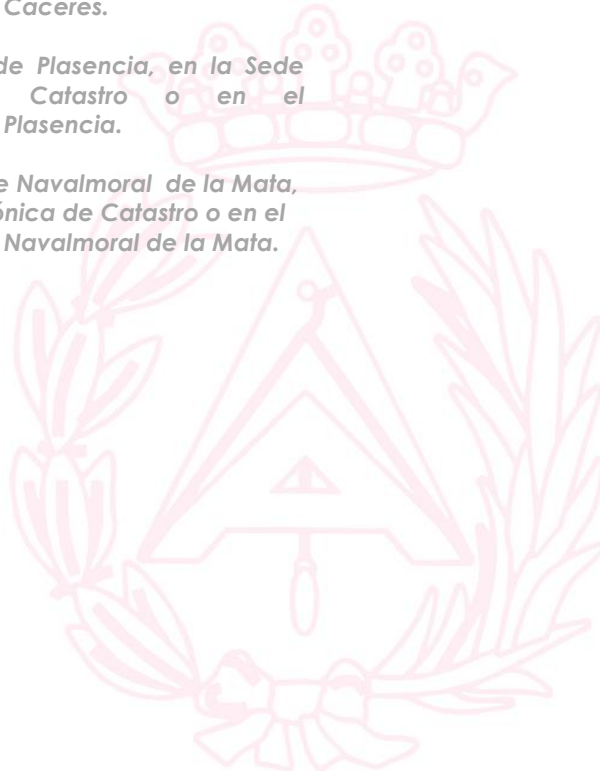 Cáceres.
de Plasencia, en la Sede
Catastro o en el
Plasencia.
e Navalmoral de la Mata,
ónica de Catastro o en el
Navalmoral de la Mata.